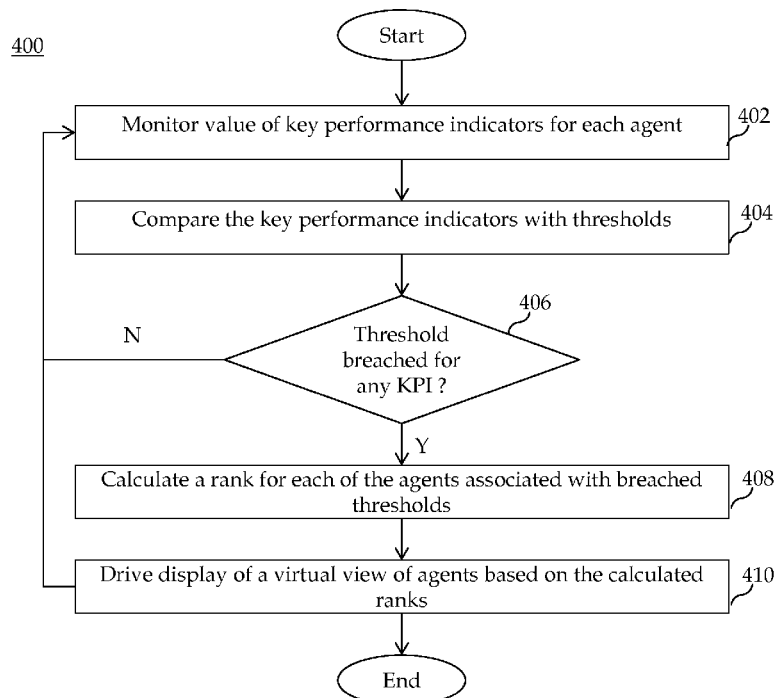 Start
400
Monitor value of key performance indicators for each agent
402
Compare the key performance indicators with thresholds
404
406
N
Threshold
breached for
any KPI ?
Y
Calculate a rank for each of the agents associated with breached
thresholds
408
Drive display of a virtual view of agents based on the calculated
ranks
410
End